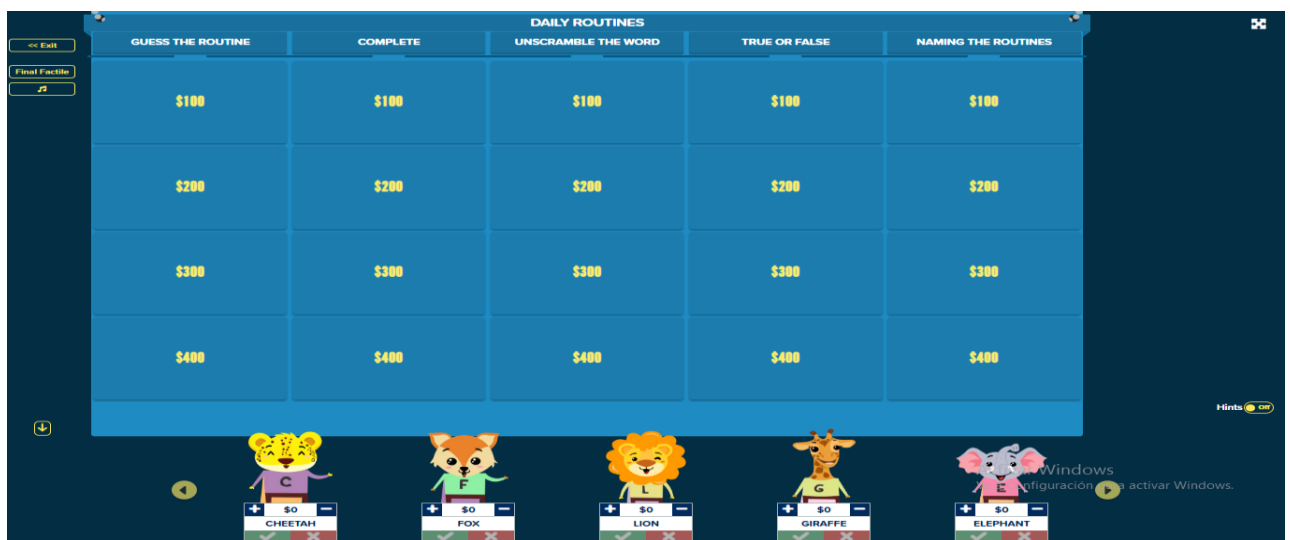 DAILY ROUTINES
<< Exit
GUESS THE ROUTINE
COMPLETE
UNSCRAMBLE THE WORD
TRUE OR FALSE
NAMING THE ROUTINES
Final Factile
$100 $100 $100 $100 $100
$200 $200 $200 $200 $200
$300 $300 $300 $300 $300
$400 $400 $400 $400 $400
Hints Off
C F L G E
Windows
activar Windows.
+ $0 − + $0 − + $0 − + $0 − + $0 −
CHEETAH FOX LION GIRAFFE ELEPHANT